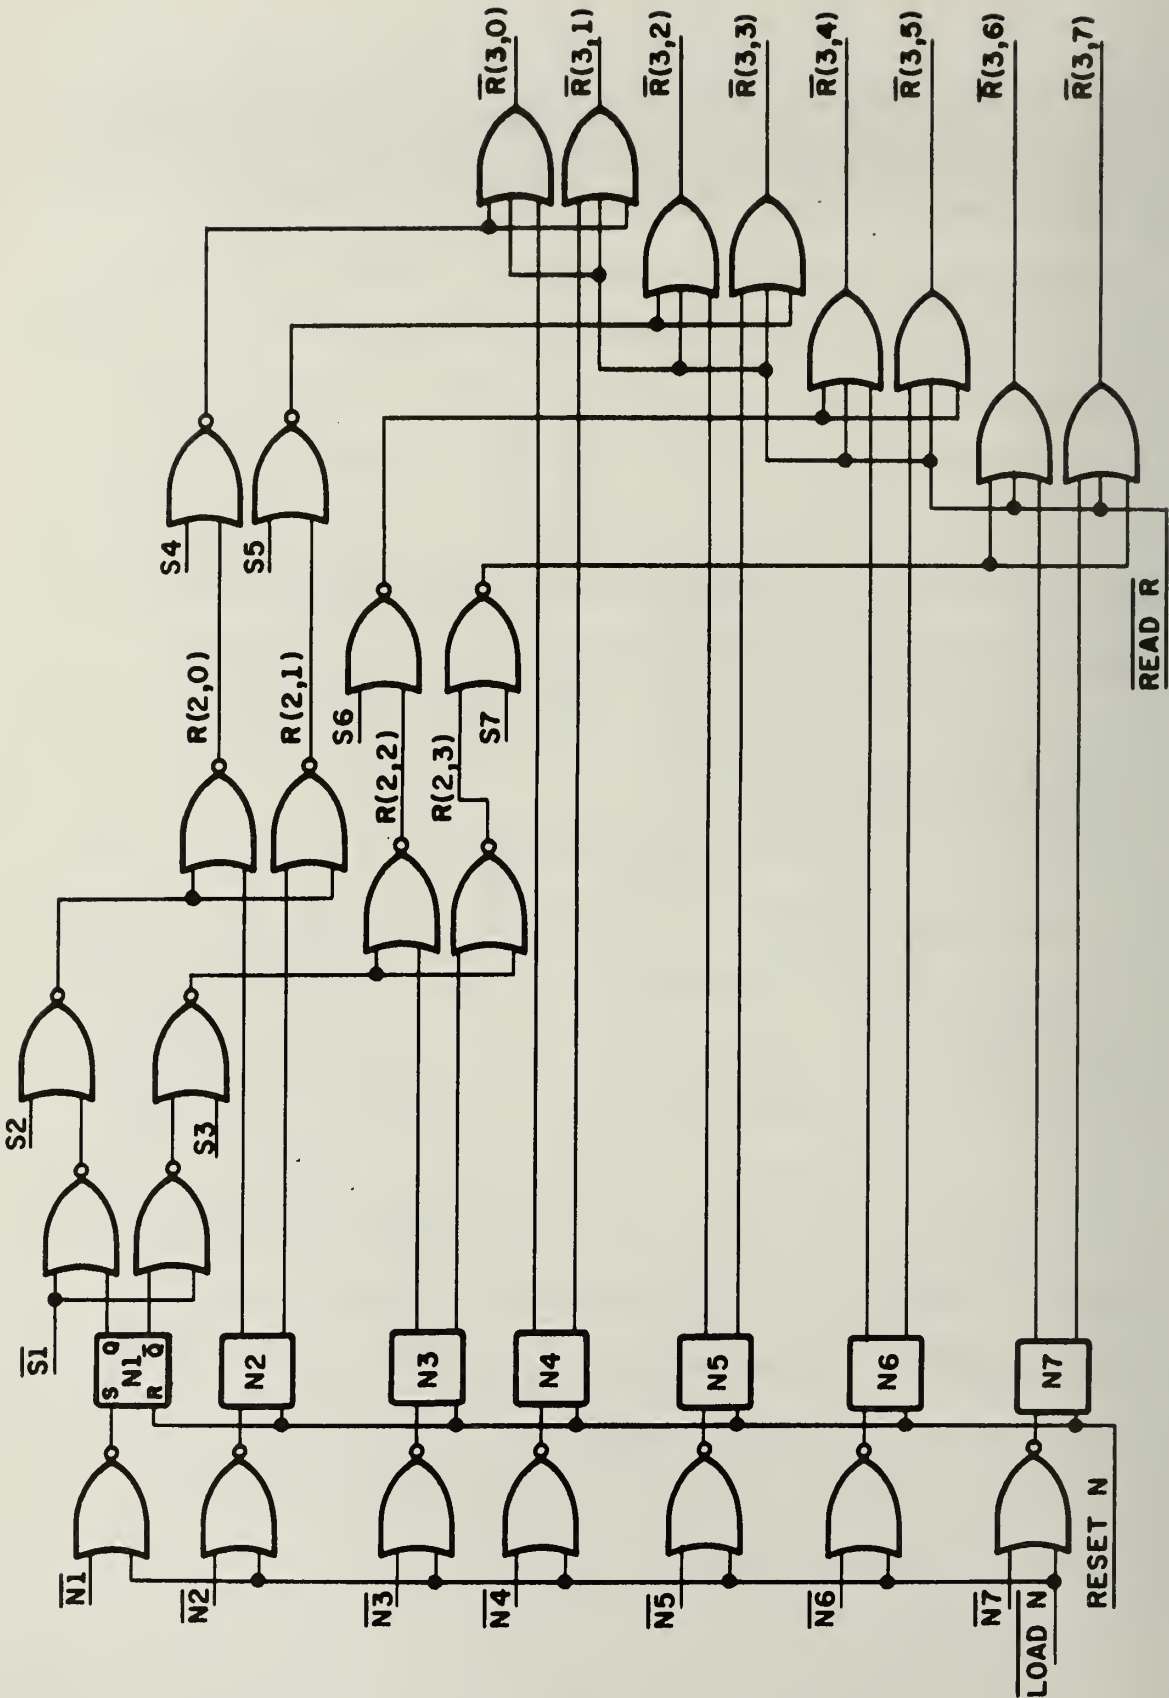 N̅1̅
N̅2̅
N̅3̅
N̅4̅
N̅5̅
N̅6̅
N̅7̅
L̅O̅A̅D̅ N̅
RESET N
S̅1̅
S Q
N1
R Q̅
N2
N3
N4
N5
N6
N7
S2
S3
R(2,0)
R(2,1)
R(2,2)
R(2,3)
S4
S5
S6
S7
R̅E̅A̅D̅ R̅
R̅(3,0)
R̅(3,1)
R̅(3,2)
R̅(3,3)
R̅(3,4)
R̅(3,5)
R̅(3,6)
R̅(3,7)